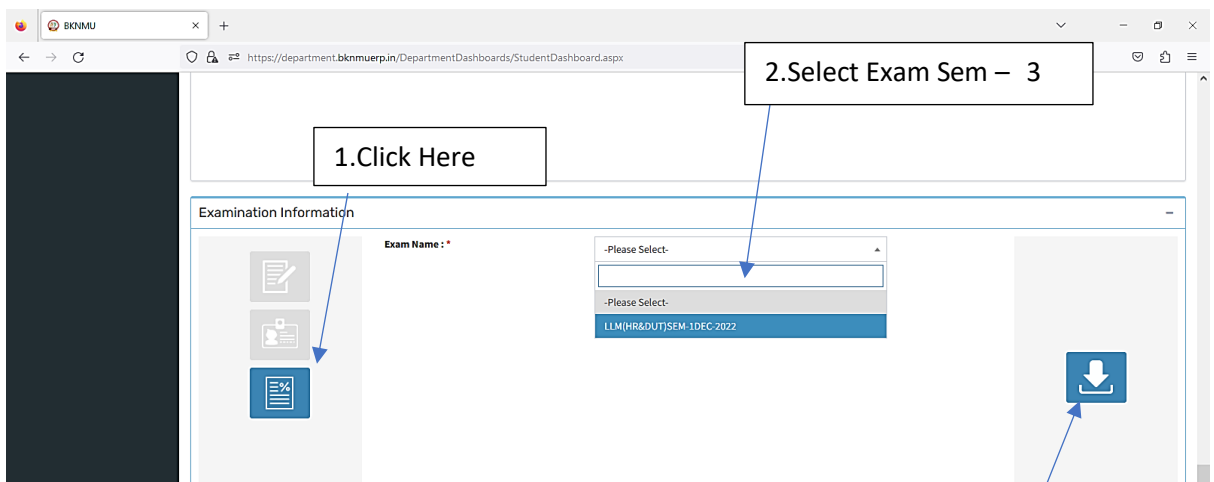 BKNMU
https://department.bknmuerp.in/DepartmentDashboards/StudentDashboard.aspx
2.Select Exam Sem – 3
1.Click Here
Examination Information
Exam Name : *
-Please Select-
-Please Select-
LLM(HR&DUT)SEM-1DEC-2022